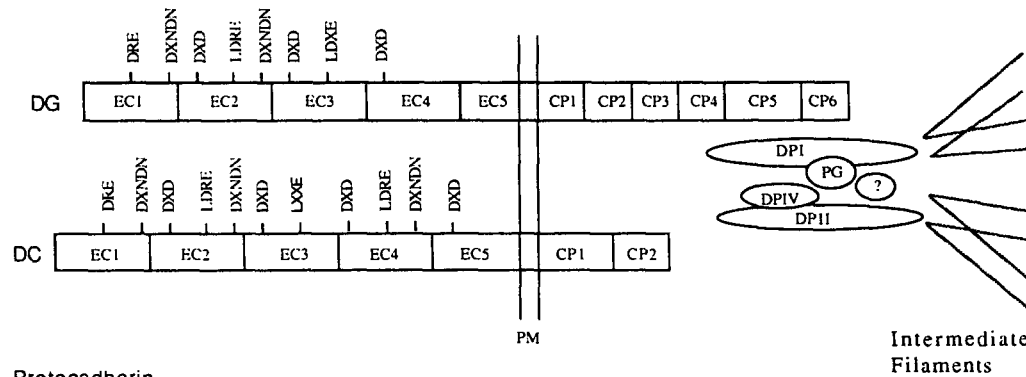 DRE DXNDN DXD LDRE DXNDN DXD LDXE DXD
DG EC1 EC2 EC3 EC4 EC5 CP1 CP2 CP3 CP4 CP5 CP6
DPI
PG
?
DPIV
DPII
DRE DXNDN DXD LDRE DXNDN DXD LXXE DXD LDRE DXNDN DXD
DC EC1 EC2 EC3 EC4 EC5 CP1 CP2
PM
Intermediate
Filaments
Protocadherin